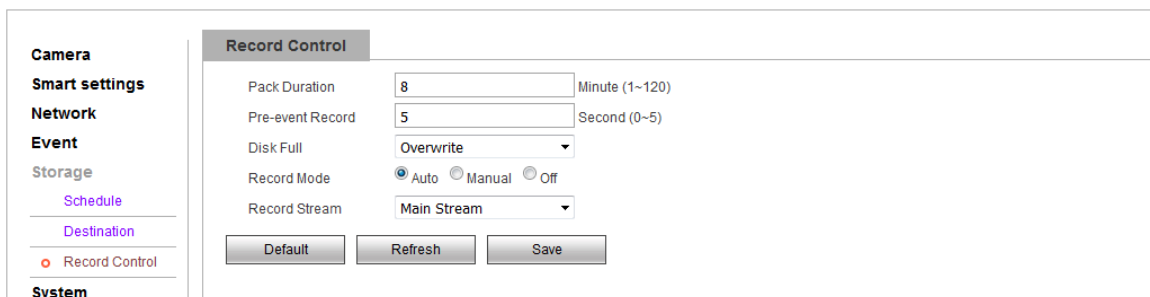 Camera
Smart settings
Network
Event
Storage
Schedule
Destination
Record Control
System
Record Control
Pack Duration 8 Minute (1~120)
Pre-event Record 5 Second (0~5)
Disk Full Overwrite
Record Mode Auto Manual Off
Record Stream Main Stream
Default Refresh Save